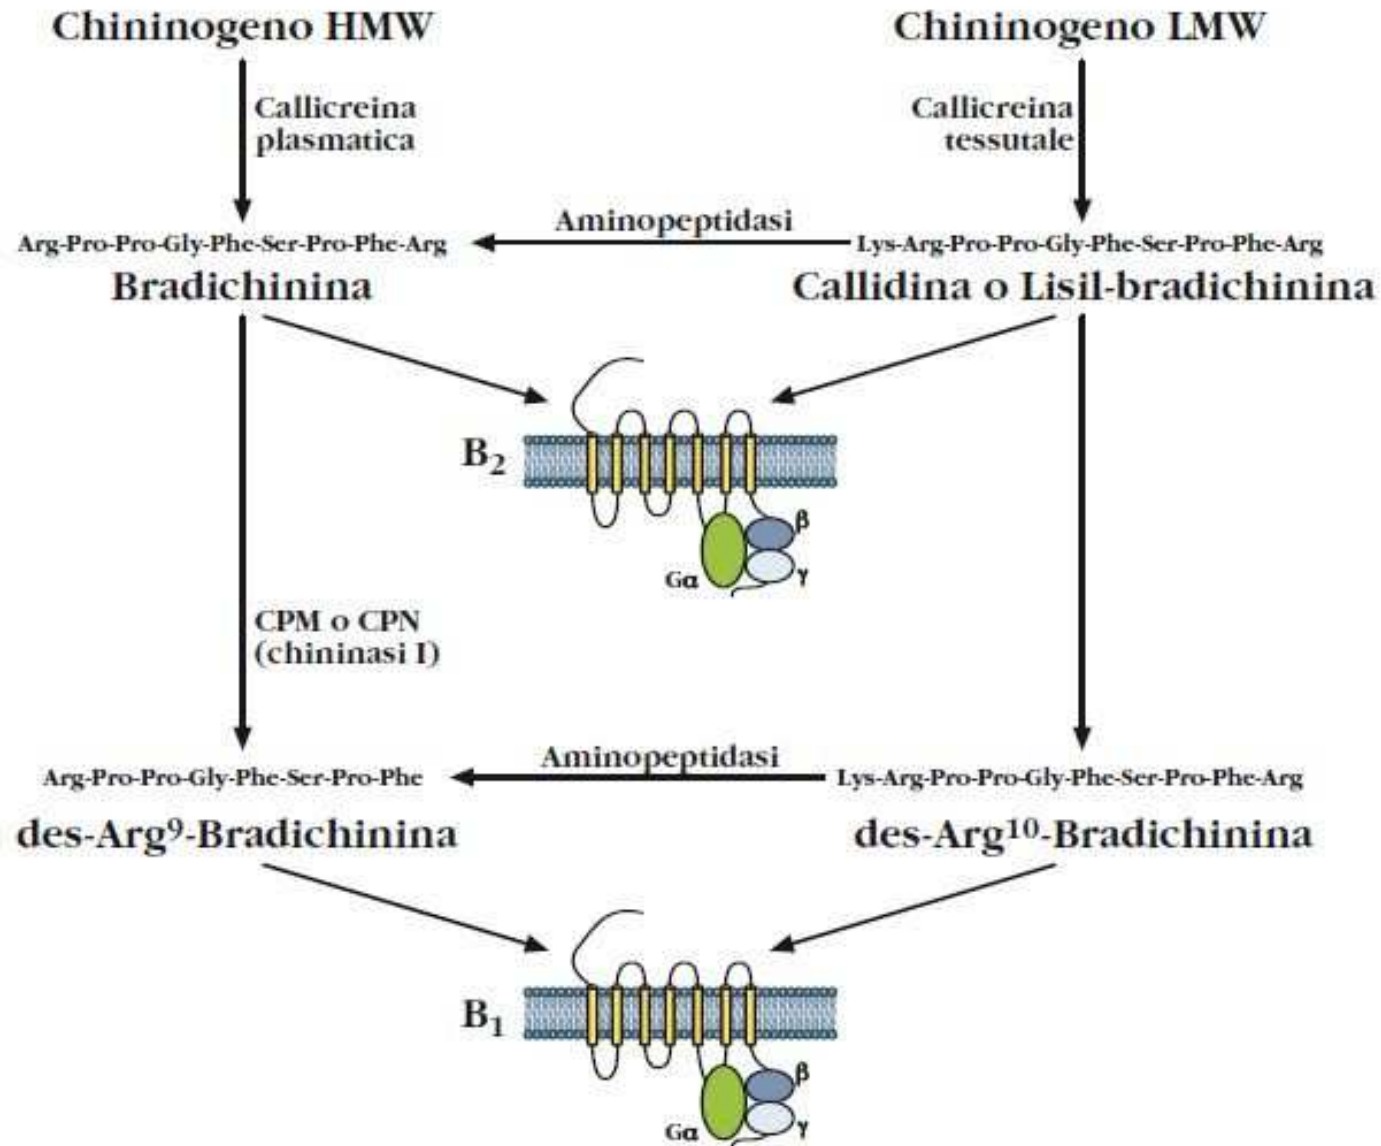 Chininogeno HMW
Chininogeno LMW
Callicreina
plasmatica
Callicreina
tessutale
Aminopeptidasi
Arg-Pro-Pro-Gly-Phe-Ser-Pro-Phe-Arg
Lys-Arg-Pro-Pro-Gly-Phe-Ser-Pro-Phe-Arg
Bradichinina
Callidina o Lisil-bradichinina
B₂
β
Gα
γ
CPM o CPN
(chininasi I)
Aminopeptidasi
Arg-Pro-Pro-Gly-Phe-Ser-Pro-Phe
Lys-Arg-Pro-Pro-Gly-Phe-Ser-Pro-Phe-Arg
des-Arg⁹-Bradichinina
des-Arg¹⁰-Bradichinina
B₁
β
Gα
γ